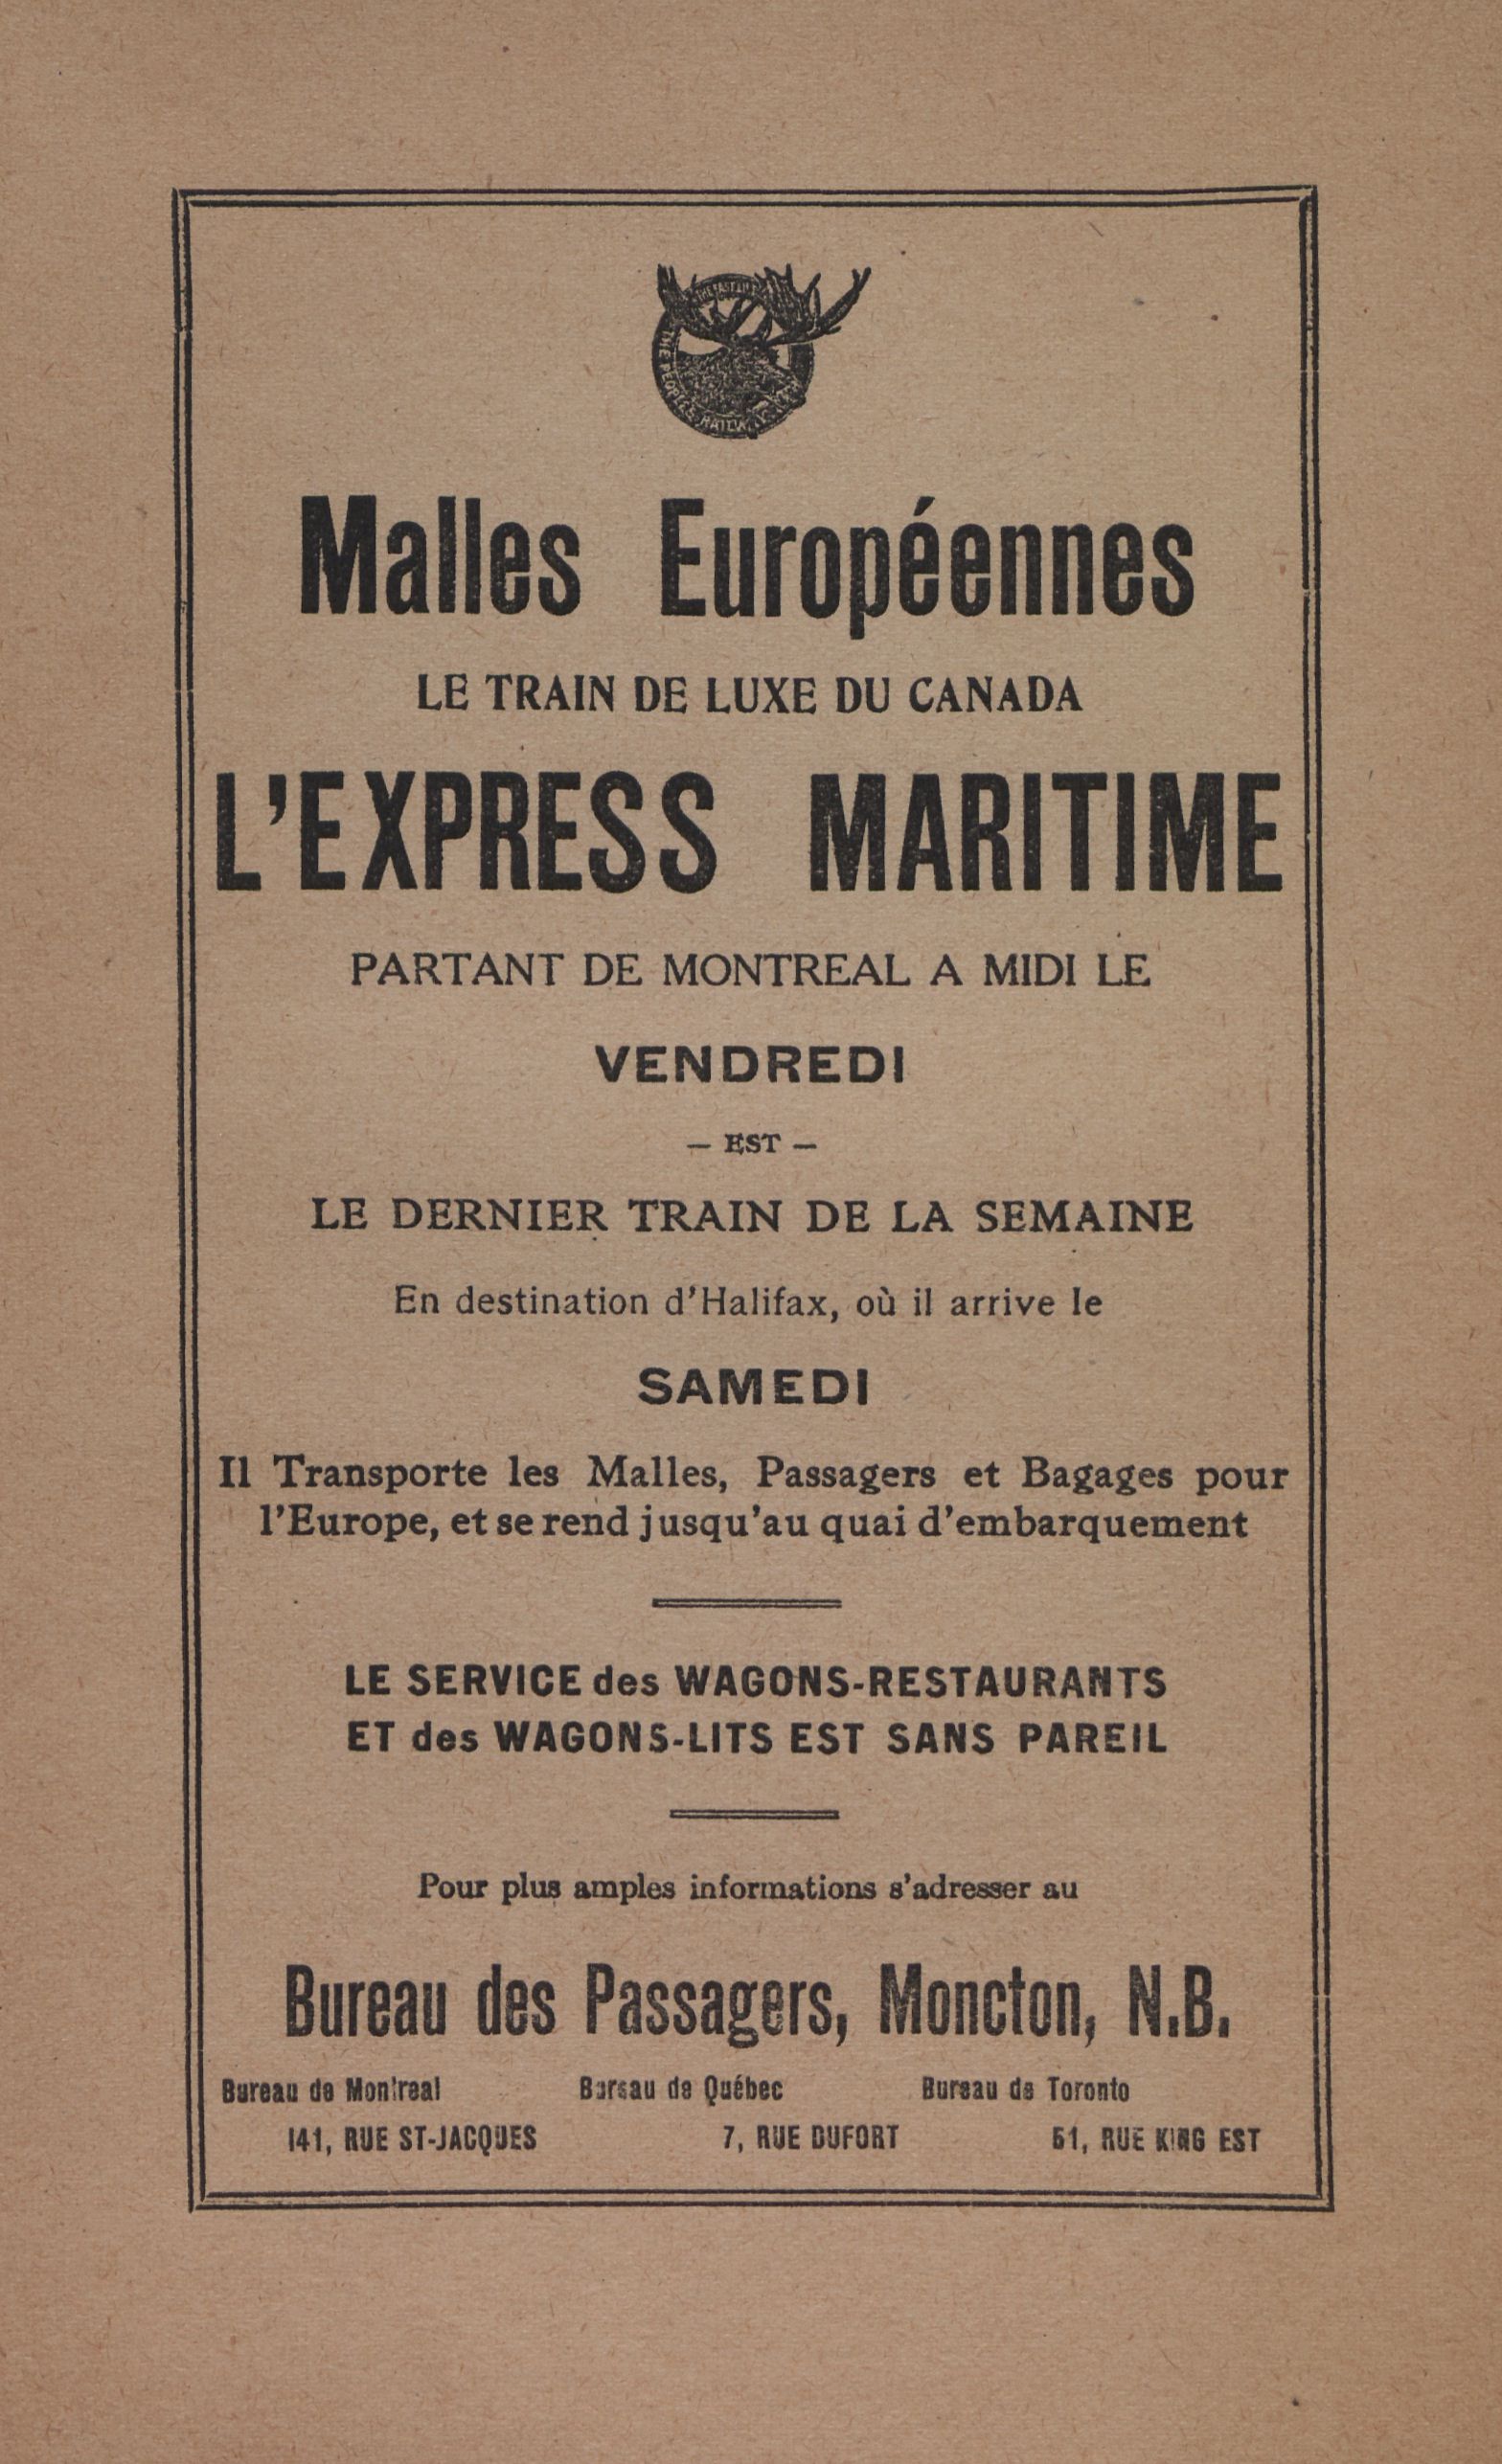 THE PEOPLE'S RAILWAY
Malles Européennes
LE TRAIN DE LUXE DU CANADA
L'EXPRESS MARITIME
PARTANT DE MONTREAL A MIDI LE
VENDREDI
— EST —
LE DERNIER TRAIN DE LA SEMAINE
En destination d'Halifax, où il arrive le
SAMEDI
Il Transporte les Malles, Passagers et Bagages pour
l'Europe, et se rend jusqu'au quai d'embarquement
LE SERVICE des WAGONS-RESTAURANTS
ET des WAGONS-LITS EST SANS PAREIL
Pour plus amples informations s'adresser au
Bureau des Passagers, Moncton, N.B.
Bureau de Montreal Bureau de Québec Bureau de Toronto
141, RUE ST-JACQUES 7, RUE DUFORT 51, RUE KING EST